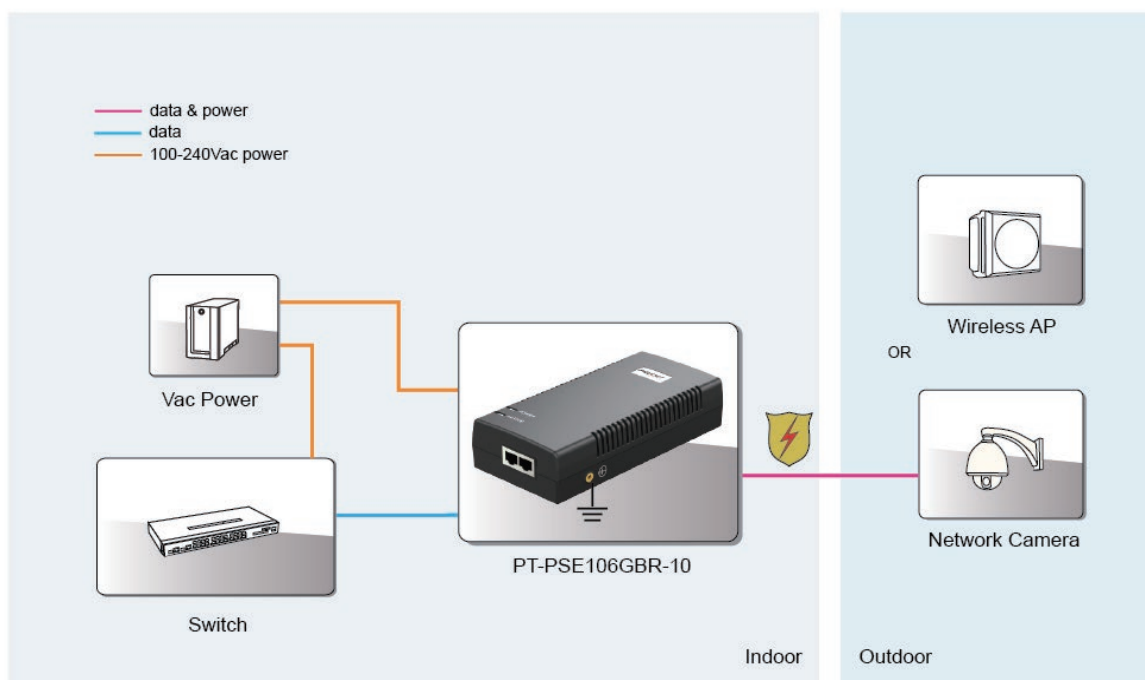 data & power
data
100-240Vac power
Vac Power
Switch
PT-PSE106GBR-10
Wireless AP
OR
Network Camera
Indoor
Outdoor